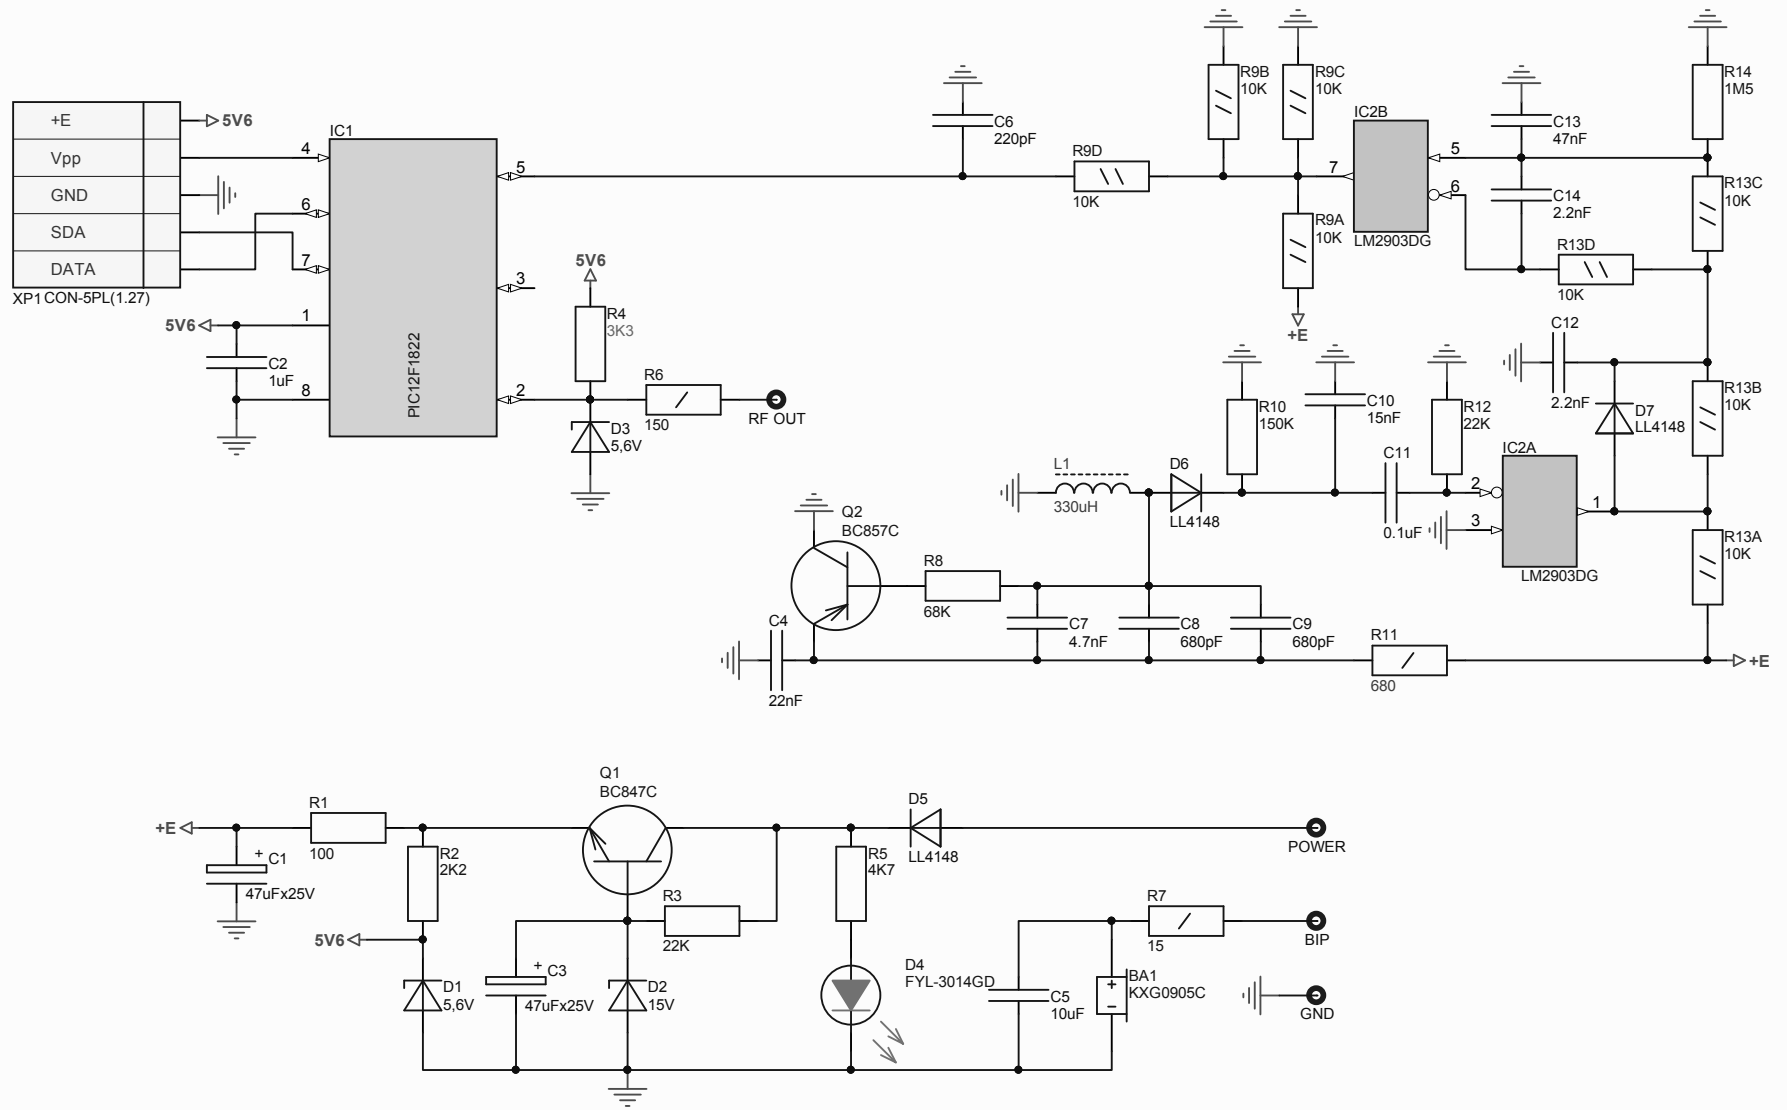 +E
5V6
Vpp
GND
SDA
DATA
XP1 CON-5PL(1.27)
IC1
PIC12F1822
4
6
7
1
8
5
3
2
5V6
C2
1uF
5V6
R4
3K3
R6
150
RF OUT
D3
5,6V
C6
220pF
R9D
10K
R9B
10K
R9C
10K
R9A
10K
+E
IC2B
7
5
6
LM2903DG
C13
47nF
C14
2.2nF
R14
1M5
R13C
10K
R13D
10K
C12
2.2nF
D7
LL4148
R13B
10K
R10
150K
C10
15nF
R12
22K
IC2A
2
3
1
LM2903DG
C11
0.1uF
R13A
10K
L1
330uH
D6
LL4148
Q2
BC857C
R8
68K
C4
22nF
C7
4.7nF
C8
680pF
C9
680pF
R11
680
+E
Q1
BC847C
+E
R1
100
+
C1
47uFx25V
R2
2K2
5V6
D1
5,6V
+
C3
47uFx25V
R3
22K
D2
15V
R5
4K7
D5
LL4148
POWER
D4
FYL-3014GD
C5
10uF
R7
15
BIP
+
−
BA1
KXG0905C
GND